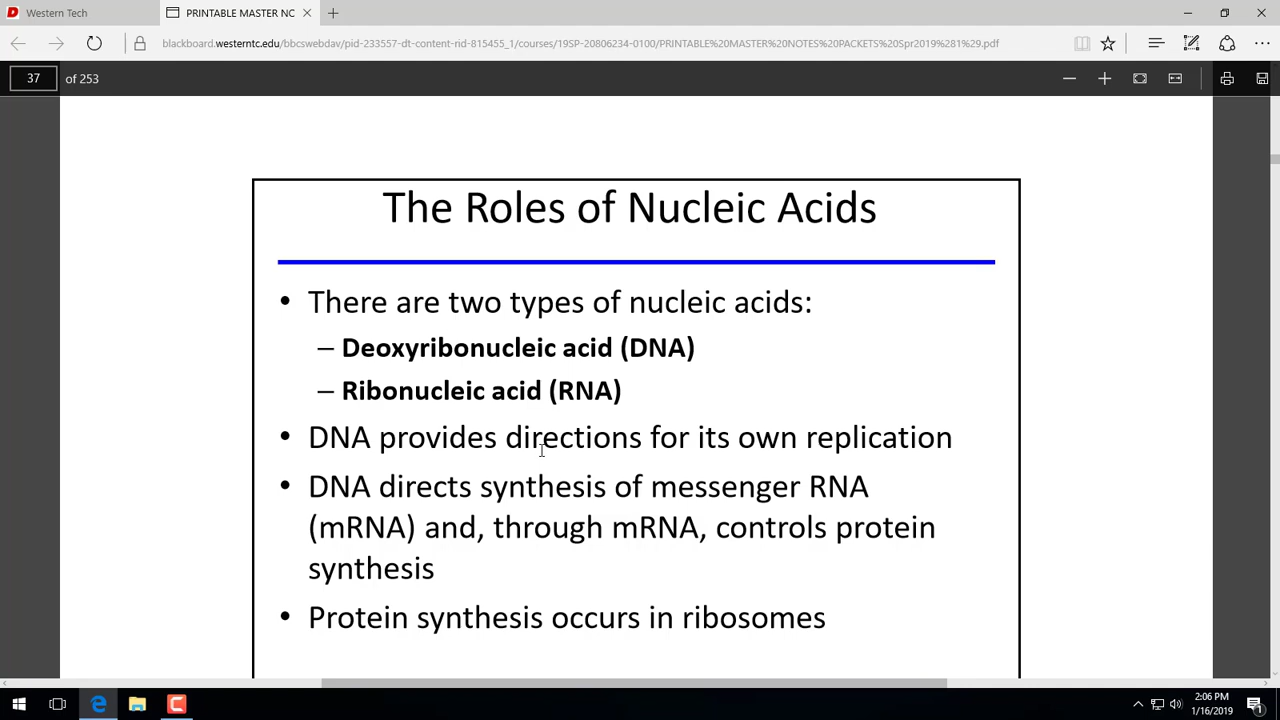 Western Tech
PRINTABLE MASTER NC
blackboard.westerntc.edu/bbcswebdav/pid-233557-dt-content-rid-815455_1/courses/19SP-20806234-0100/PRINTABLE%20MASTER%20NOTES%20PACKETS%20Spr2019%281%29.pdf
37 of 253
The Roles of Nucleic Acids
• There are two types of nucleic acids:
– Deoxyribonucleic acid (DNA)
– Ribonucleic acid (RNA)
• DNA provides directions for its own replication
• DNA directs synthesis of messenger RNA
(mRNA) and, through mRNA, controls protein
synthesis
• Protein synthesis occurs in ribosomes
2:06 PM
1/16/2019